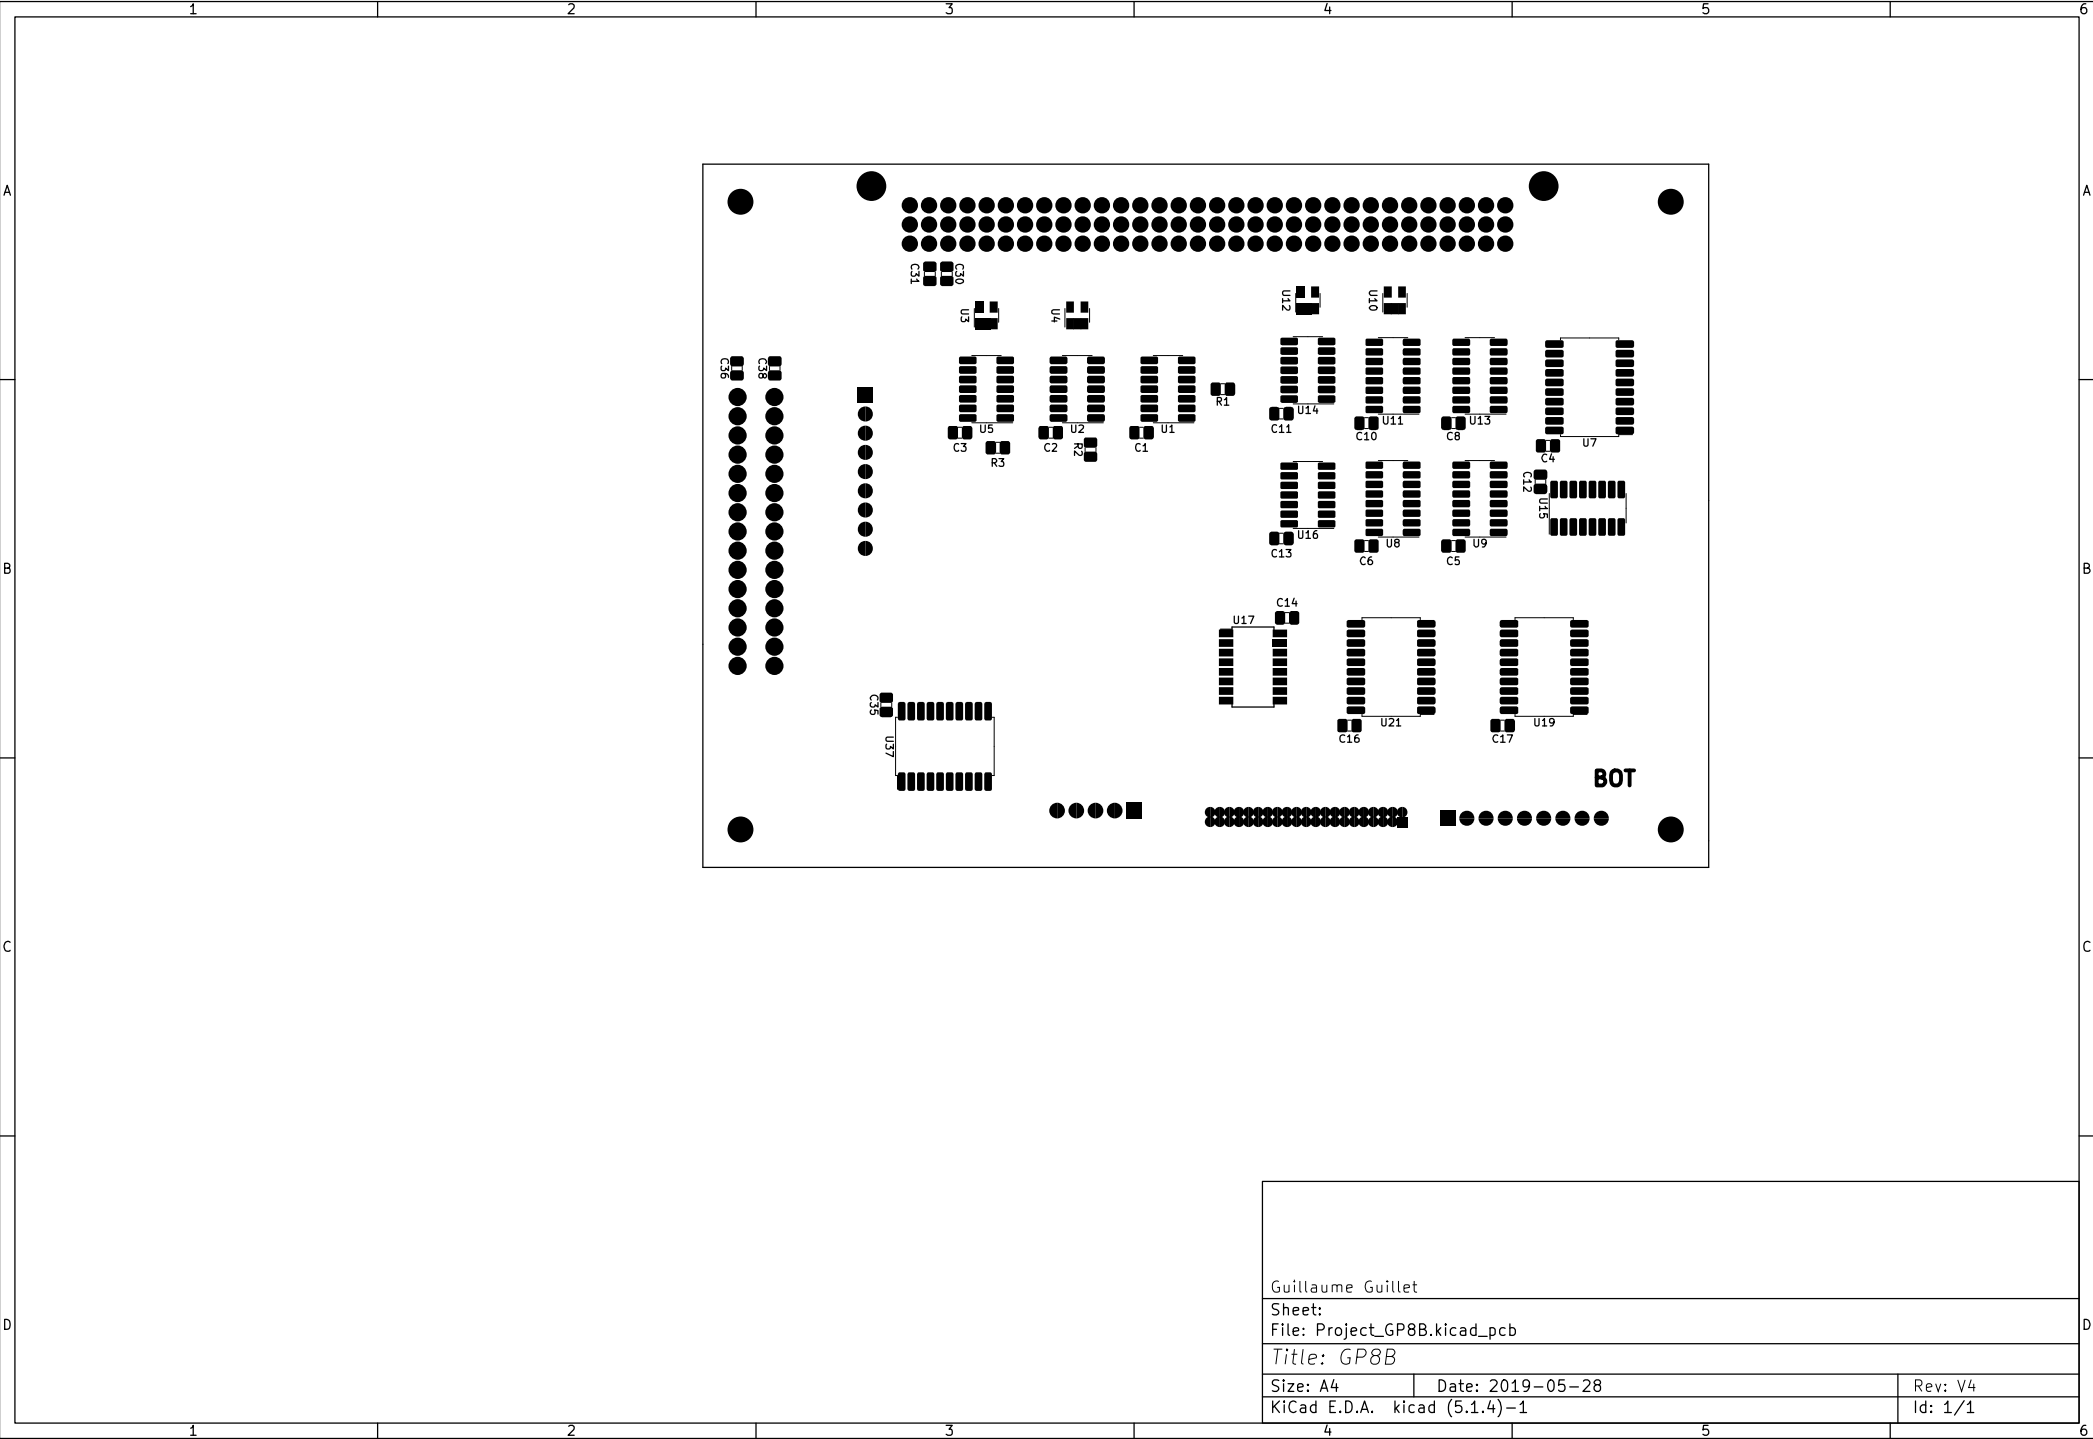 1 2 3 4 5 6
A A
C31 C30
U3 U4 U12 U10
C36 C38
R1
U14 U11 U13
C11 C10 C8
U5 U2 U1
C3 R3 C2 R2 C1
U7
C4
C12
U15
U16 U8 U9
C13 C6 C5
B B
C14
U17
C35
U37
U21 U19
C16 C17
BOT
C C
Guillaume Guillet
Sheet:
File: Project_GP8B.kicad_pcb
D D
Title: GP8B
Size: A4 Date: 2019-05-28 Rev: V4
KiCad E.D.A. kicad (5.1.4)-1 Id: 1/1
1 2 3 4 5 6